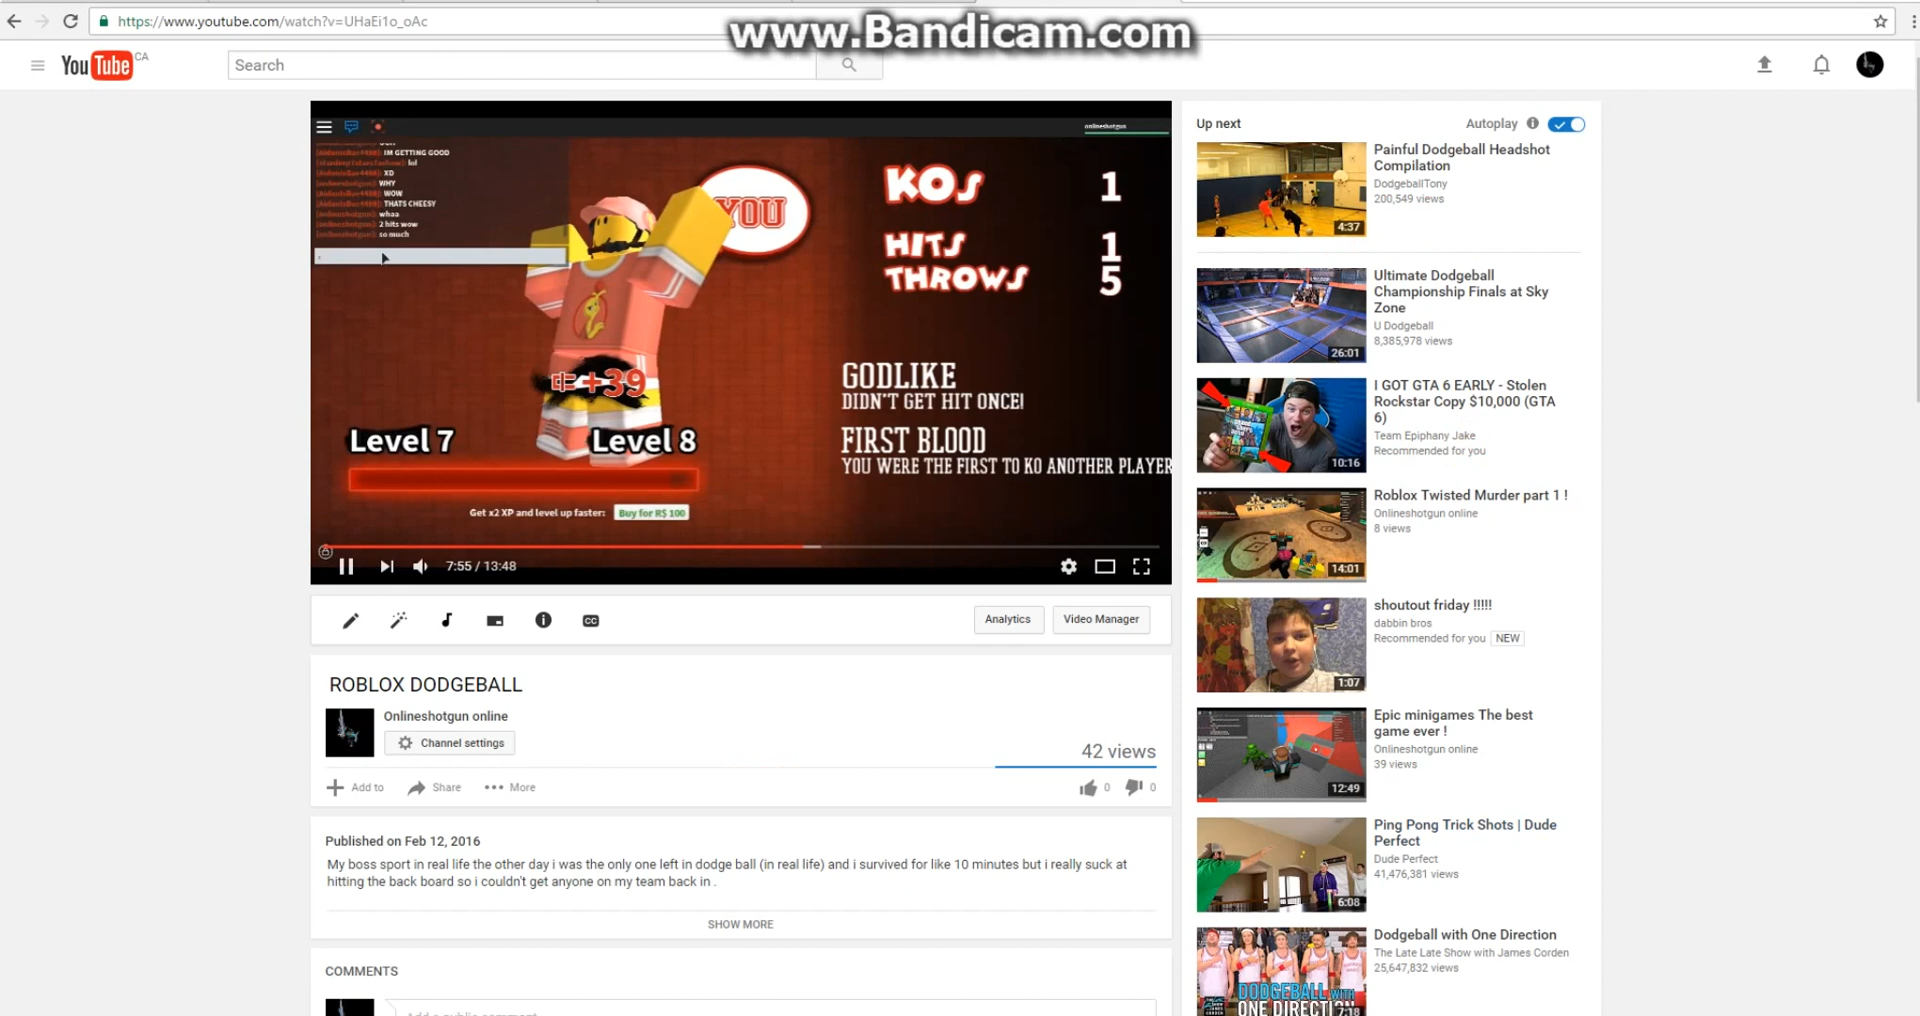 https://www.youtube.com/watch?v=UHaEi1o_oAc
www.Bandicam.com
YouTube CA
Search
onlineshotgun
IM GETTING GOOD
lol
XD
WHY
WOW
THATS CHEESY
whaa
2 hits wow
so much
YOU
KOS 1
HITS 1
THROWS 5
GODLIKE
DIDN'T GET HIT ONCE!
FIRST BLOOD
YOU WERE THE FIRST TO KO ANOTHER PLAYER
+39
Level 7
Level 8
Get x2 XP and level up faster: Buy for R$ 100
7:55 / 13:48
CC
Analytics
Video Manager
ROBLOX DODGEBALL
Onlineshotgun online
Channel settings
42 views
Add to
Share
More
0
0
Published on Feb 12, 2016
My boss sport in real life the other day i was the only one left in dodge ball (in real life) and i survived for like 10 minutes but i really suck at
hitting the back board so i couldn't get anyone on my team back in .
SHOW MORE
COMMENTS
Add a public comment
Up next
Autoplay
Painful Dodgeball Headshot
Compilation
DodgeballTony
200,549 views
4:37
Ultimate Dodgeball
Championship Finals at Sky
Zone
U Dodgeball
8,385,978 views
26:01
I GOT GTA 6 EARLY - Stolen
Rockstar Copy $10,000 (GTA
6)
Team Epiphany Jake
Recommended for you
10:16
Roblox Twisted Murder part 1 !
Onlineshotgun online
8 views
14:01
shoutout friday !!!!!
dabbin bros
Recommended for you NEW
1:07
Epic minigames The best
game ever !
Onlineshotgun online
39 views
12:49
Ping Pong Trick Shots | Dude
Perfect
Dude Perfect
41,476,381 views
6:08
Dodgeball with One Direction
The Late Late Show with James Corden
25,647,832 views
DODGEBALL WITH
ONE DIRECTION
7:18